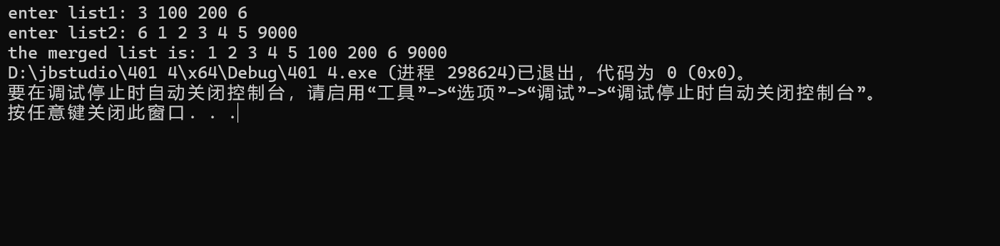 enter list1: 3 100 200 6
enter list2: 6 1 2 3 4 5 9000
the merged list is: 1 2 3 4 5 100 200 6 9000
D:\jbstudio\401 4\x64\Debug\401 4.exe (进程 298624)已退出，代码为 0 (0x0)。
要在调试停止时自动关闭控制台，请启用“工具”->“选项”->“调试”->“调试停止时自动关闭控制台”。
按任意键关闭此窗口. . .